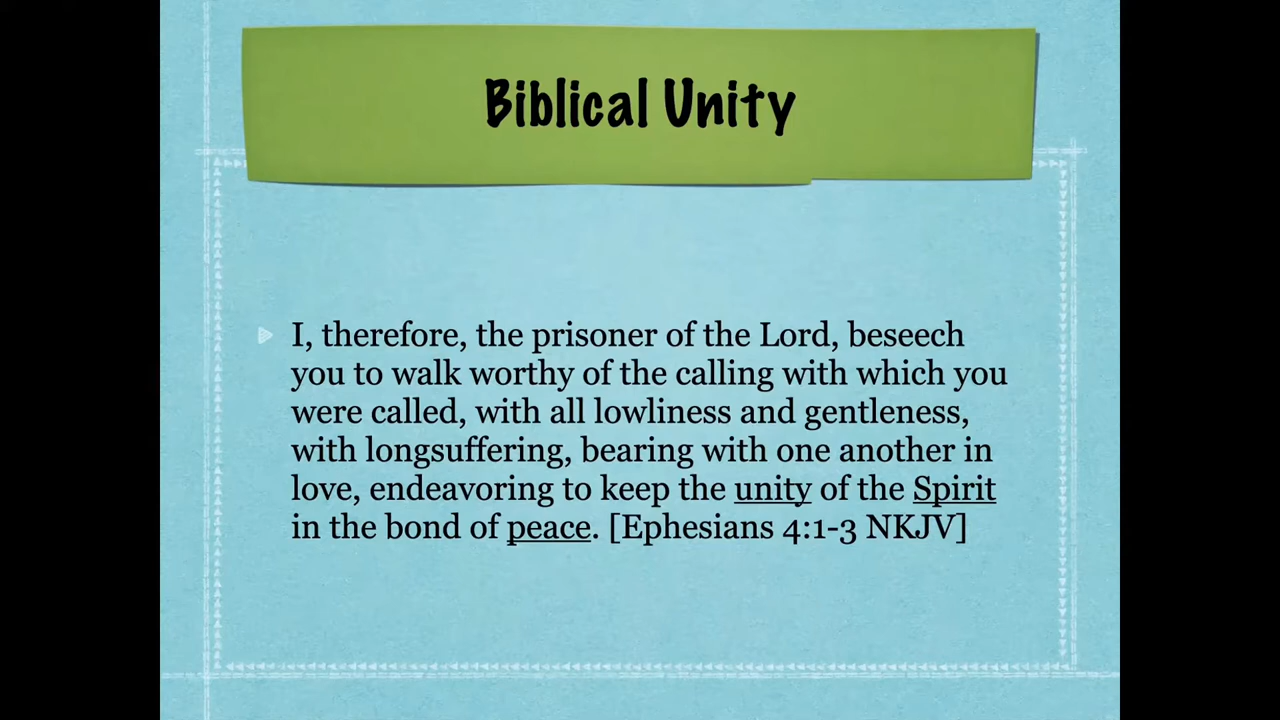 Biblical Unity
I, therefore, the prisoner of the Lord, beseech
you to walk worthy of the calling with which you
were called, with all lowliness and gentleness,
with longsuffering, bearing with one another in
love, endeavoring to keep the unity of the Spirit
in the bond of peace. [Ephesians 4:1-3 NKJV]